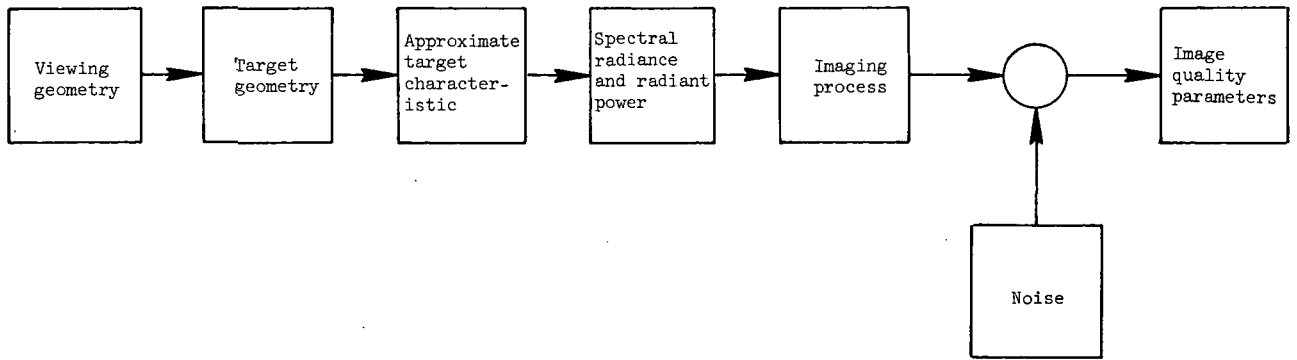 Viewing
geometry
Target
geometry
Approximate
target
character-
istic
Spectral
radiance
and radiant
power
Imaging
process
Image
quality
parameters
Noise